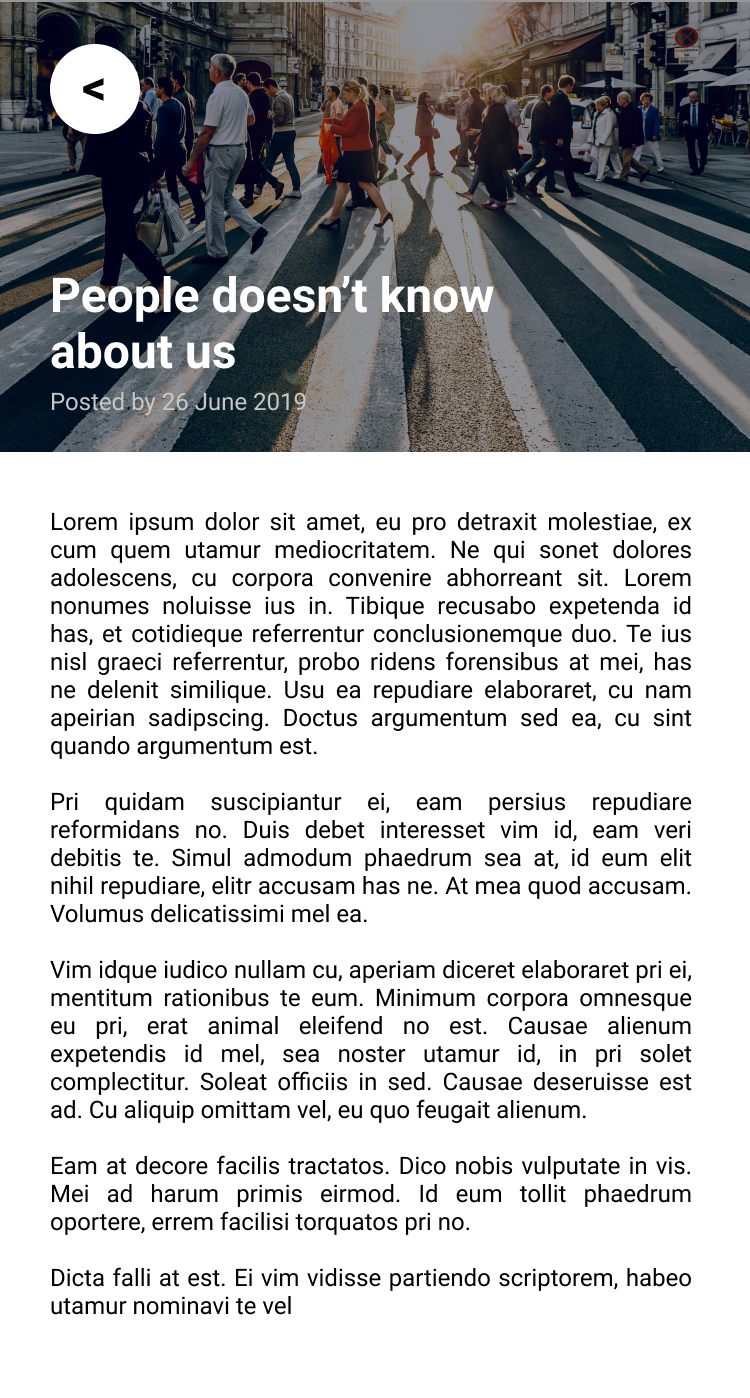 <
People doesn’t know
about us
Posted by 26 June 2019
Lorem ipsum dolor sit amet, eu pro detraxit molestiae, ex
cum quem utamur mediocritatem. Ne qui sonet dolores
adolescens, cu corpora convenire abhorreant sit. Lorem
nonumes noluisse ius in. Tibique recusabo expetenda id
has, et cotidieque referrentur conclusionemque duo. Te ius
nisl graeci referrentur, probo ridens forensibus at mei, has
ne delenit similique. Usu ea repudiare elaboraret, cu nam
apeirian sadipscing. Doctus argumentum sed ea, cu sint
quando argumentum est.
Pri quidam suscipiantur ei, eam persius repudiare
reformidans no. Duis debet interesset vim id, eam veri
debitis te. Simul admodum phaedrum sea at, id eum elit
nihil repudiare, elitr accusam has ne. At mea quod accusam.
Volumus delicatissimi mel ea.
Vim idque iudico nullam cu, aperiam diceret elaboraret pri ei,
mentitum rationibus te eum. Minimum corpora omnesque
eu pri, erat animal eleifend no est. Causae alienum
expetendis id mel, sea noster utamur id, in pri solet
complectitur. Soleat officiis in sed. Causae deseruisse est
ad. Cu aliquip omittam vel, eu quo feugait alienum.
Eam at decore facilis tractatos. Dico nobis vulputate in vis.
Mei ad harum primis eirmod. Id eum tollit phaedrum
oportere, errem facilisi torquatos pri no.
Dicta falli at est. Ei vim vidisse partiendo scriptorem, habeo
utamur nominavi te vel